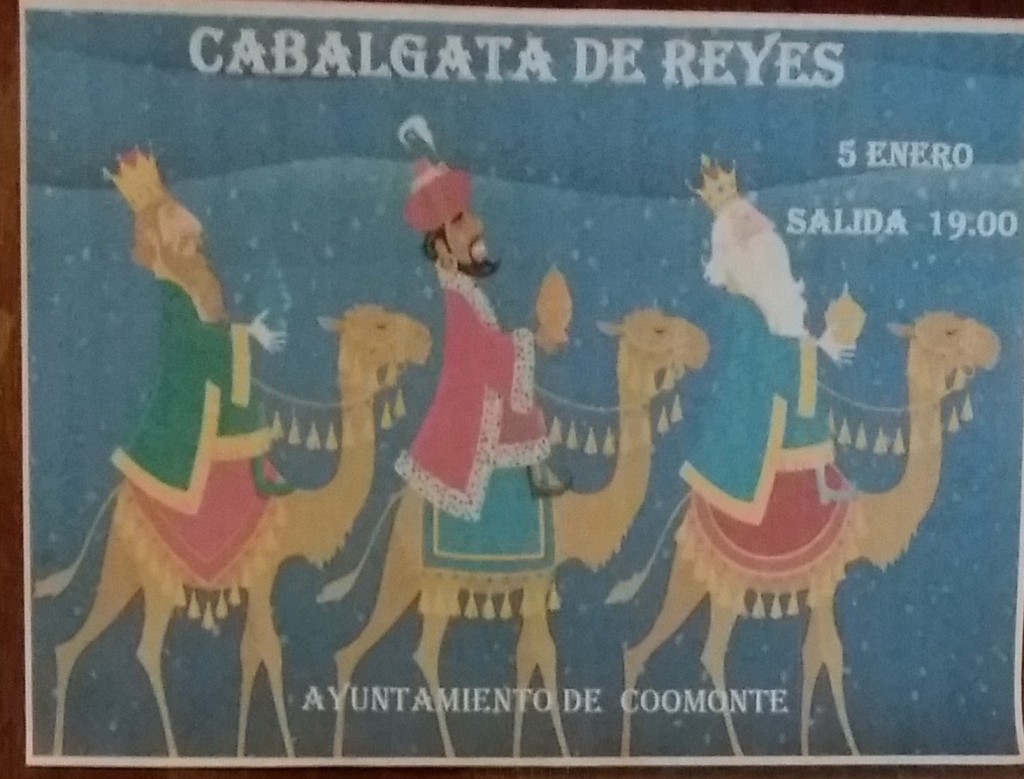 CABALGATA DE REYES
5 ENERO
SALIDA 19.00
AYUNTAMIENTO DE COOMONTE